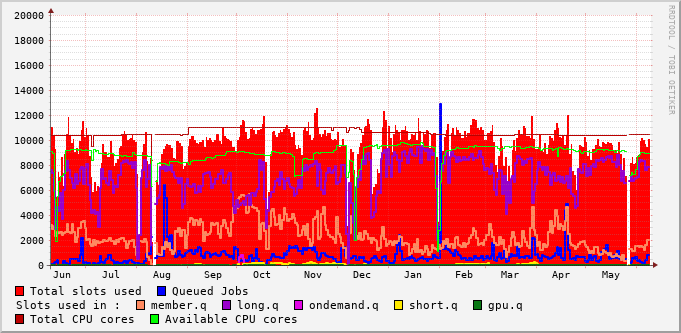 20000
18000
16000
14000
12000
10000
8000
6000
4000
2000
0
Jun Jul Aug Sep Oct Nov Dec Jan Feb Mar Apr May
Total slots used Queued Jobs
Slots used in : member.q long.q ondemand.q short.q gpu.q
Total CPU cores Available CPU cores
RRDTOOL / TOBI OETIKER